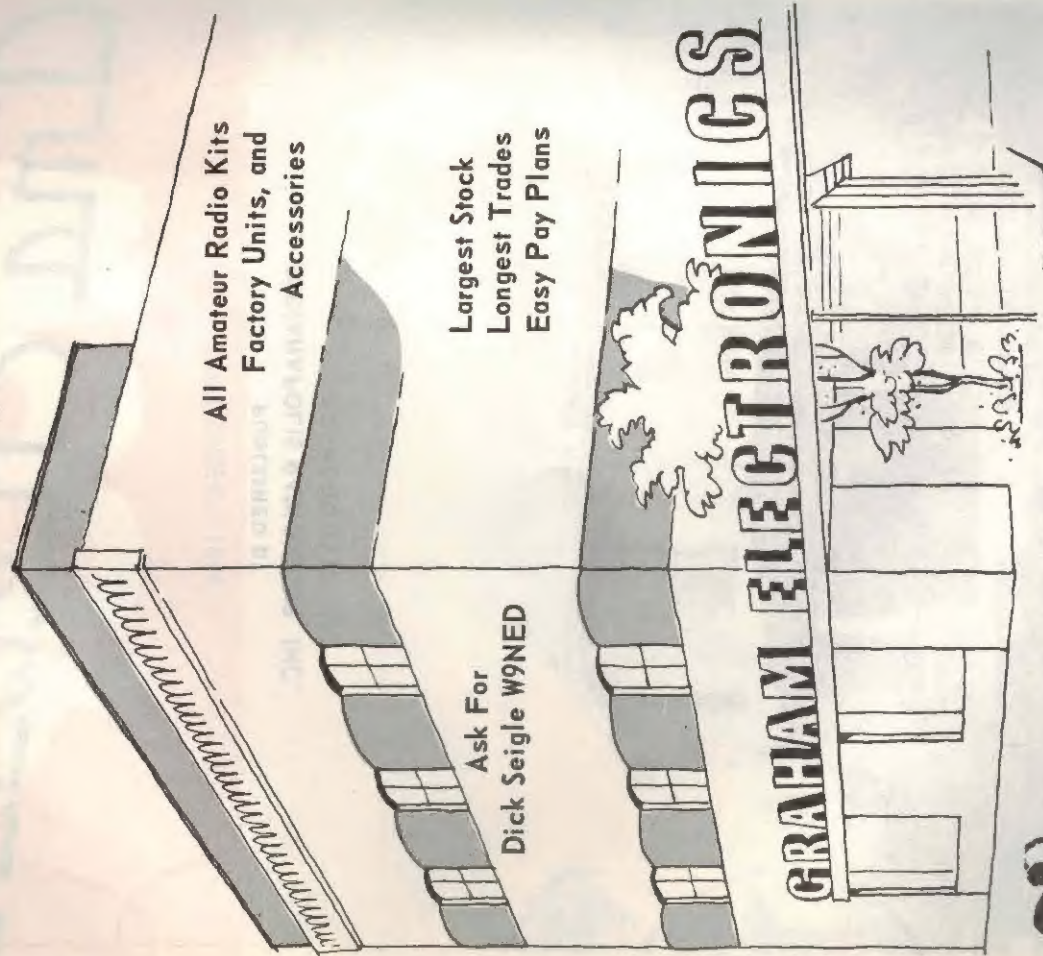 All Amateur Radio Kits
Factory Units, and
Accessories
Largest Stock
Longest Trades
Easy Pay Plans
Ask For
Dick Seigle W9NED
GRAHAM ELECTRONICS